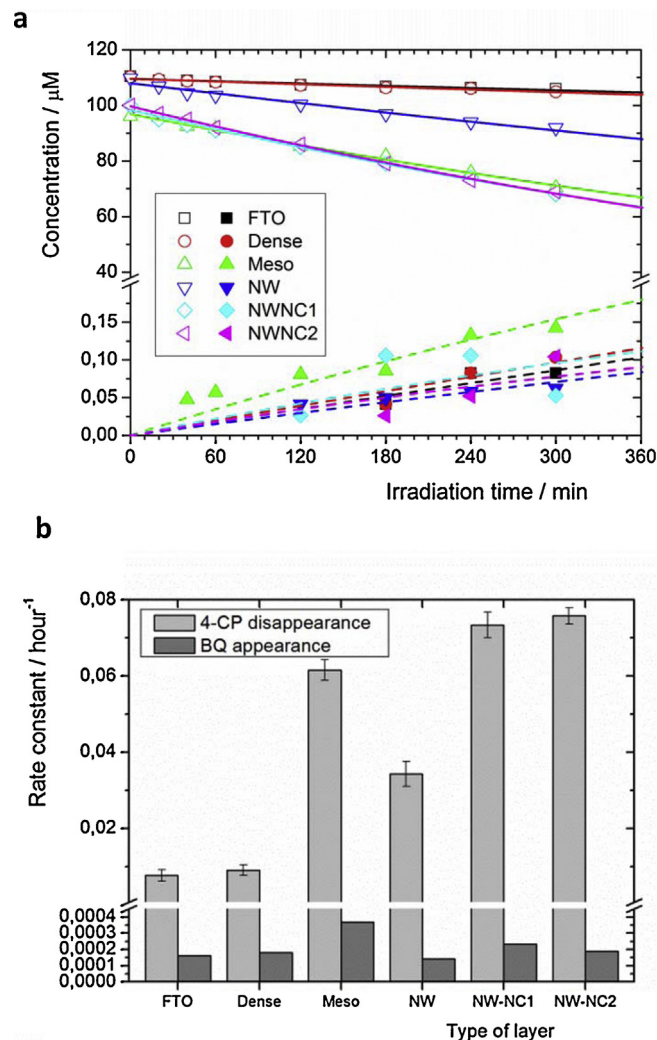 a
120
100
80
60
40
0,15
0,10
0,05
0,00
Concentration / μM
FTO
Dense
Meso
NW
NWNC1
NWNC2
0 60 120 180 240 300 360
Irradiation time / min
b
0,08
0,06
0,04
0,02
0,0004
0,0003
0,0002
0,0001
0,0000
Rate constant / hour⁻¹
4-CP disappearance
BQ appearance
FTO Dense Meso NW NW-NC1 NW-NC2
Type of layer